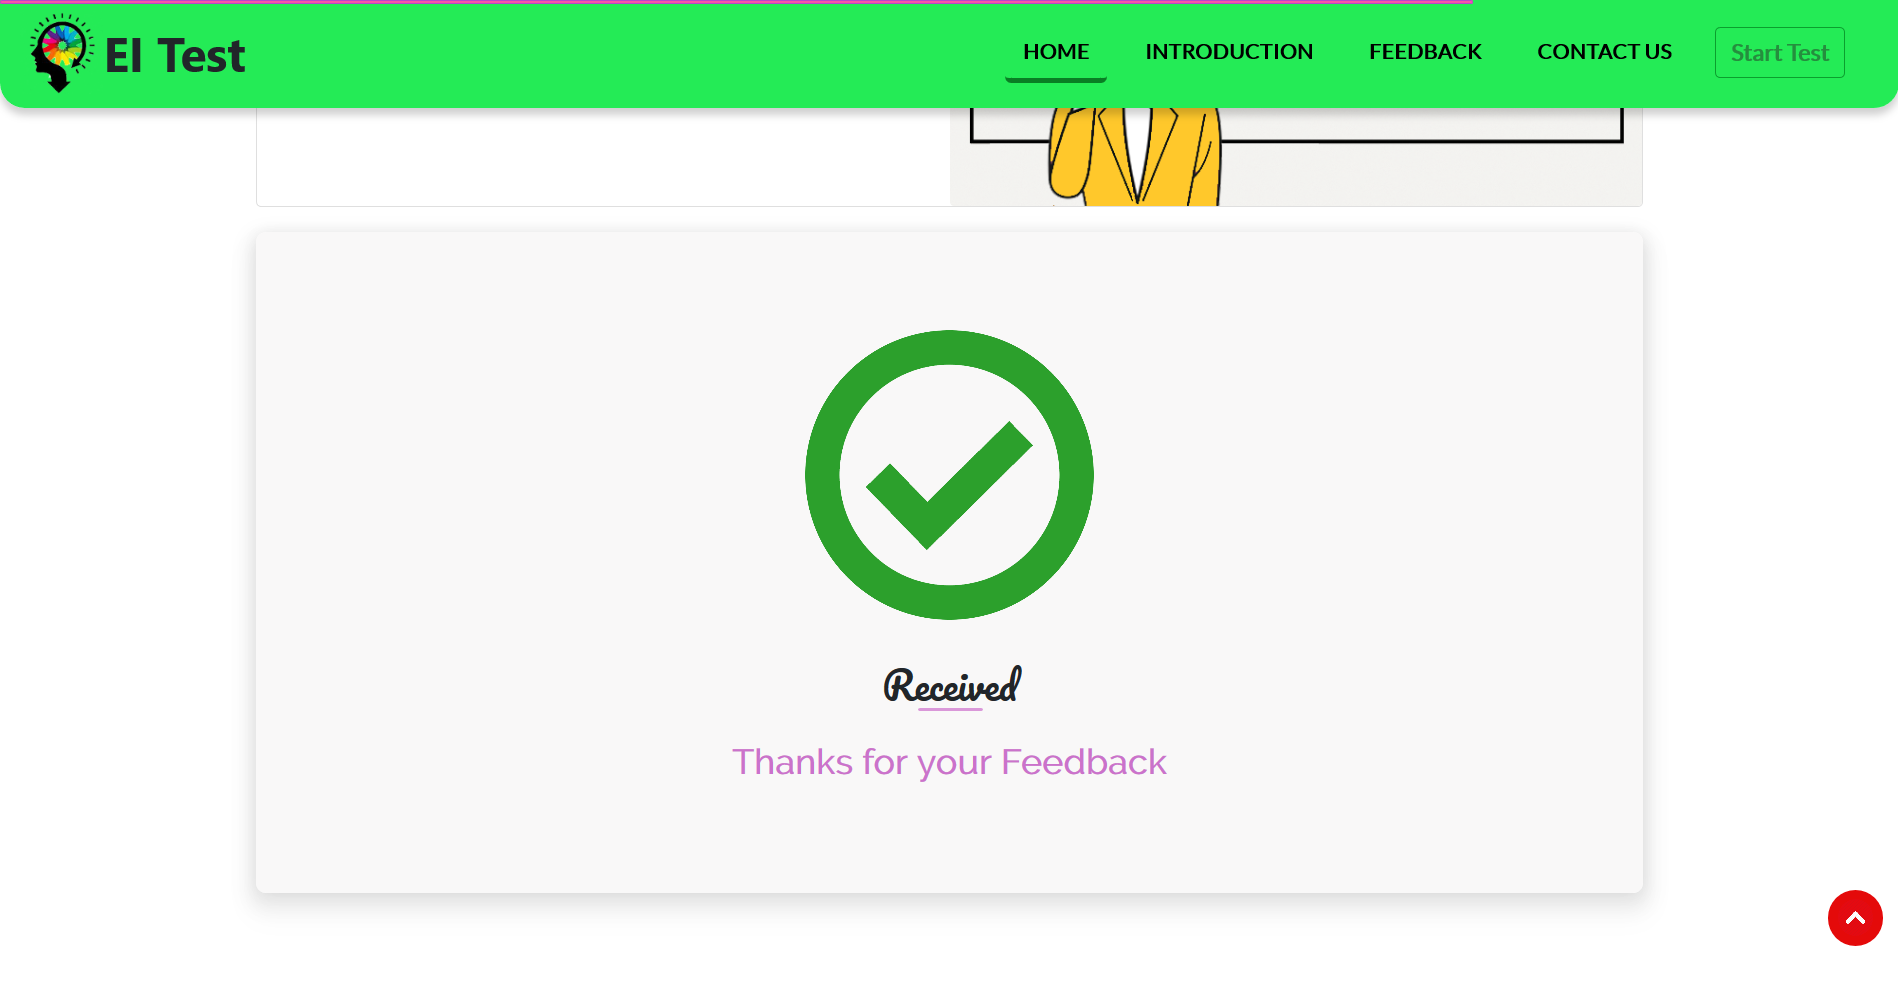 EI Test
HOME
INTRODUCTION
FEEDBACK
CONTACT US
Start Test
Received
Thanks for your Feedback